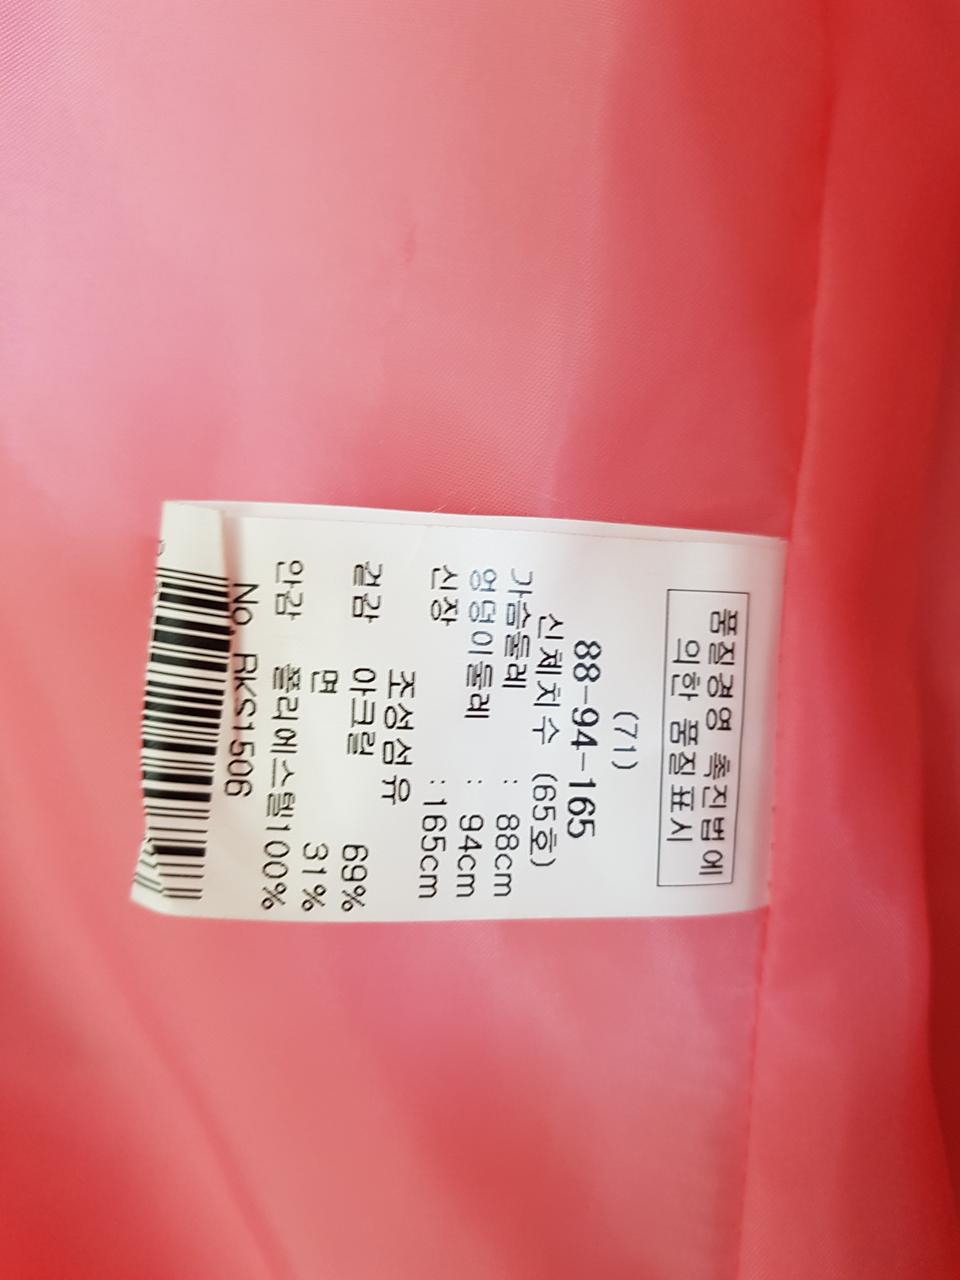 품질경영 촉진법에
의한 품질표시
(71)
88-94-165
신체치수 (65호)
가슴둘레 : 88cm
엉덩이둘레 : 94cm
신장 : 165cm
조성섬유
겉감 아크릴 69%
면 31%
안감 폴리에스텔100%
No. RKS1506